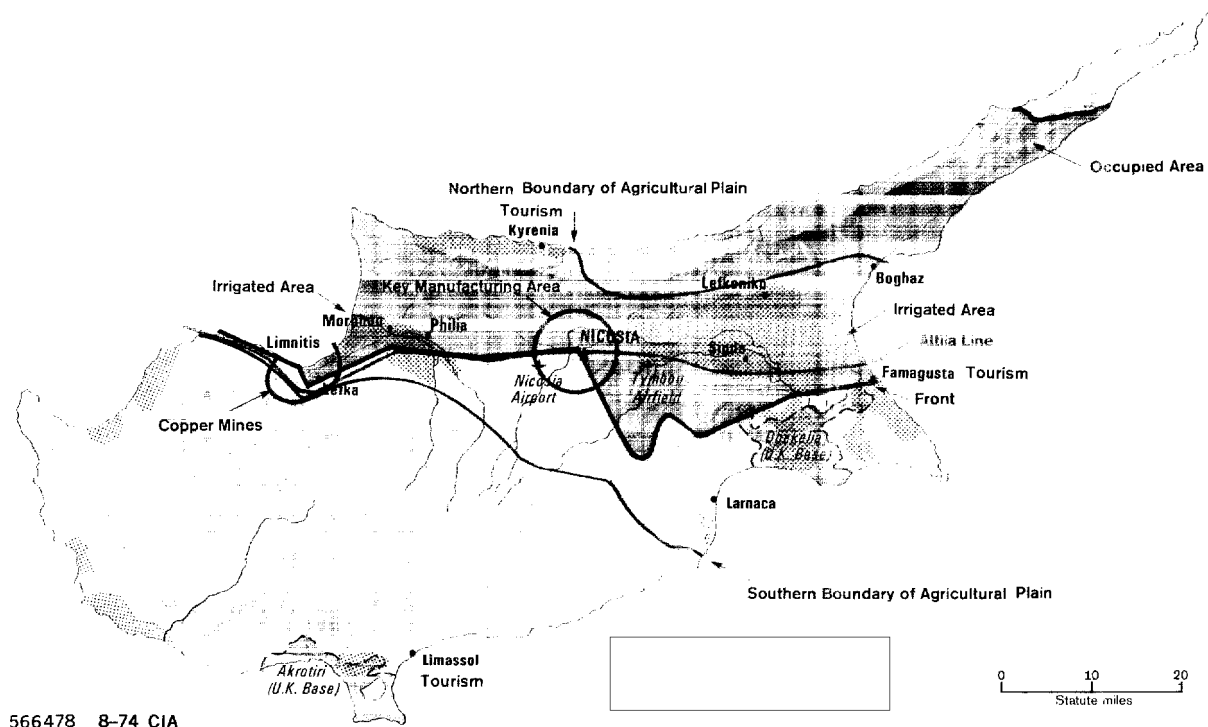 Occupied Area
Northern Boundary of Agricultural Plain
Tourism
Kyrenia
Boghaz
Lefkoniko
Irrigated Area
Key Manufacturing Area
Irrigated Area
Morphou
Philia
Limnitis
NICOSIA
Attila Line
Famagusta Tourism
Front
Nicosia
Airport
Tymbou
Airfield
Lefka
Copper Mines
Dhekelia
(U.K. Base)
Larnaca
Southern Boundary of Agricultural Plain
Akrotiri
(U.K. Base)
Limassol
Tourism
0 10 20
Statute miles
566478 8-74 CIA